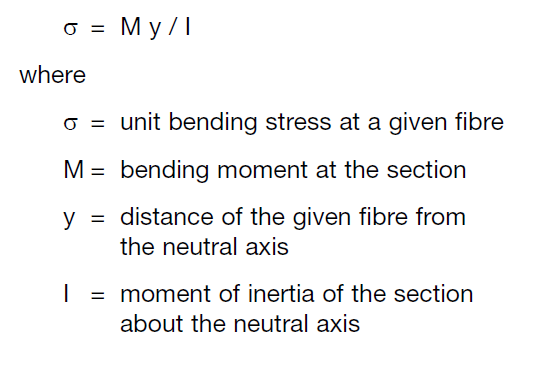 σ = M y / I
where
σ = unit bending stress at a given fibre
M = bending moment at the section
y = distance of the given fibre from
the neutral axis
I = moment of inertia of the section
about the neutral axis